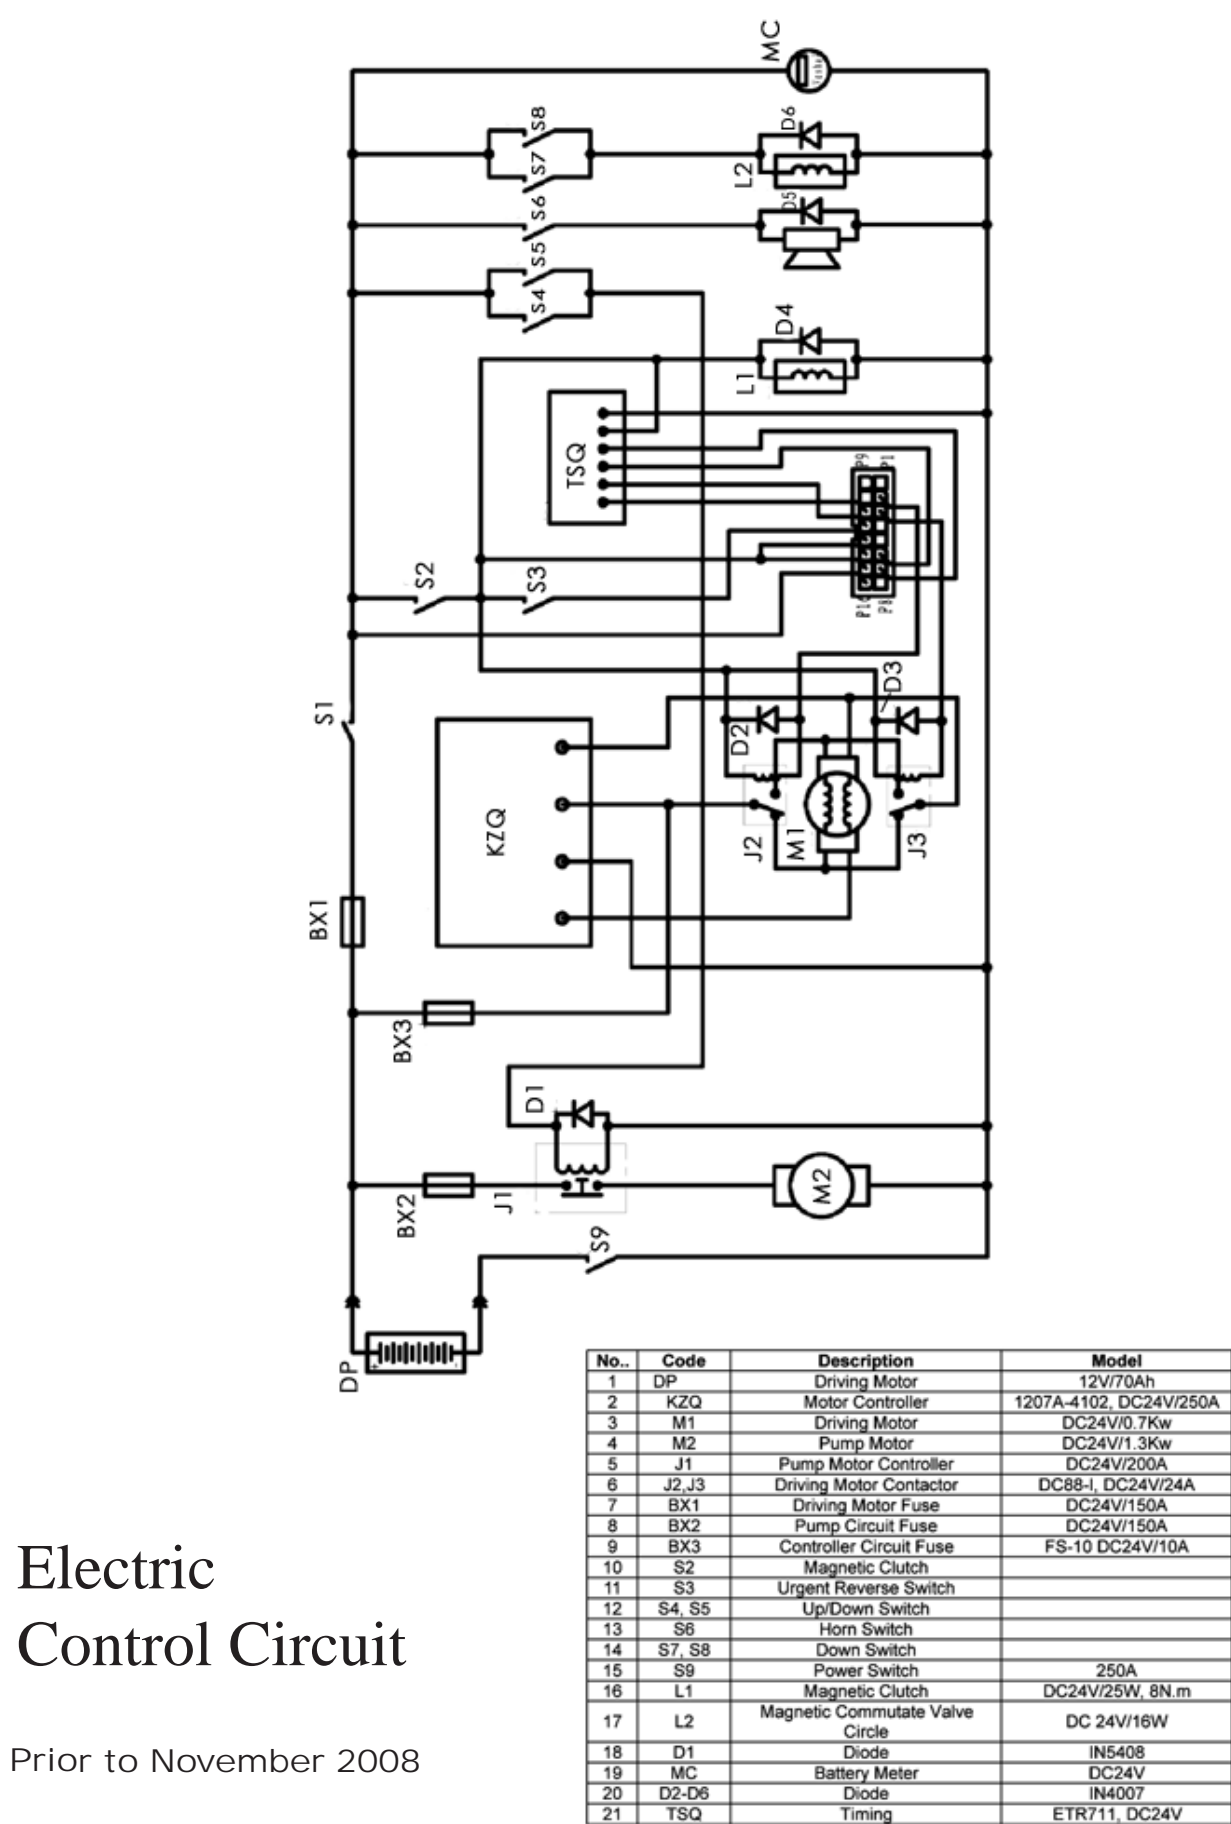 MC
D6
S8
S7
L2
D5
S6
S5
S4
D4
L1
TSQ
P9
P1
S2
S3
P8
S1
D3
D2
KZQ
J2
M1
J3
BX1
BX3
D1
M2
J1
BX2
S9
DP
+ -
No.. Code Description Model
1 DP Driving Motor 12V/70Ah
2 KZQ Motor Controller 1207A-4102, DC24V/250A
3 M1 Driving Motor DC24V/0.7Kw
4 M2 Pump Motor DC24V/1.3Kw
5 J1 Pump Motor Controller DC24V/200A
6 J2,J3 Driving Motor Contactor DC88-I, DC24V/24A
7 BX1 Driving Motor Fuse DC24V/150A
8 BX2 Pump Circuit Fuse DC24V/150A
9 BX3 Controller Circuit Fuse FS-10 DC24V/10A
10 S2 Magnetic Clutch
11 S3 Urgent Reverse Switch
12 S4, S5 Up/Down Switch
13 S6 Horn Switch
14 S7, S8 Down Switch
15 S9 Power Switch 250A
16 L1 Magnetic Clutch DC24V/25W, 8N.m
17 L2 Magnetic Commutate Valve Circle DC 24V/16W
18 D1 Diode IN5408
19 MC Battery Meter DC24V
20 D2-D6 Diode IN4007
21 TSQ Timing ETR711, DC24V
Electric
Control Circuit
Prior to November 2008